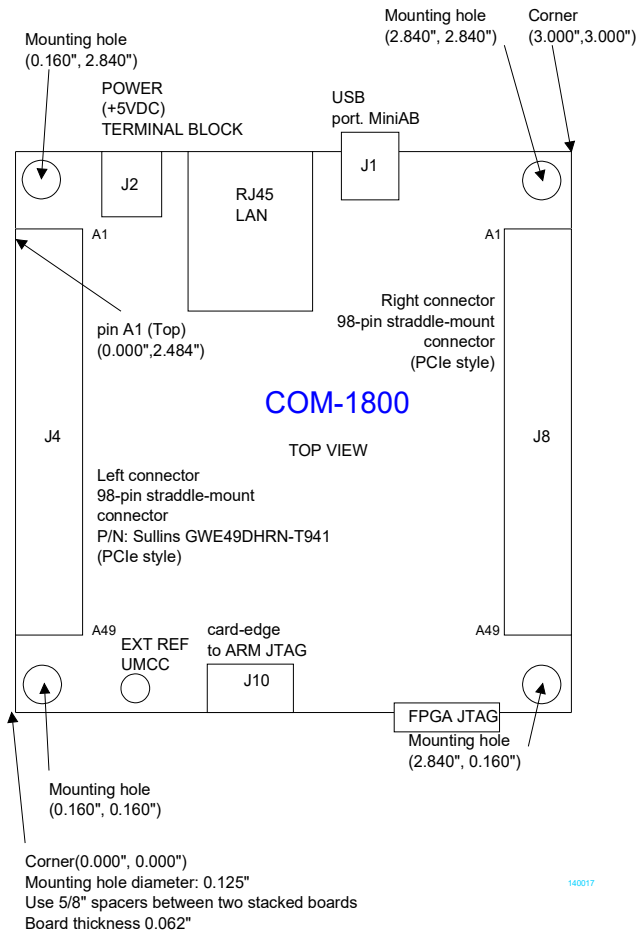 Mounting hole
(0.160", 2.840")
Mounting hole
(2.840", 2.840")
Corner
(3.000",3.000")
POWER
(+5VDC)
TERMINAL BLOCK
USB
port. MiniAB
J2
RJ45
LAN
J1
A1
A1
pin A1 (Top)
(0.000",2.484")
Right connector
98-pin straddle-mount
connector
(PCIe style)
COM-1800
TOP VIEW
J4
J8
Left connector
98-pin straddle-mount
connector
P/N: Sullins GWE49DHRN-T941
(PCIe style)
A49
A49
EXT REF
UMCC
card-edge
to ARM JTAG
J10
FPGA JTAG
Mounting hole
(2.840", 0.160")
Mounting hole
(0.160", 0.160")
Corner(0.000", 0.000")
Mounting hole diameter: 0.125"
Use 5/8" spacers between two stacked boards
Board thickness 0.062"
140017